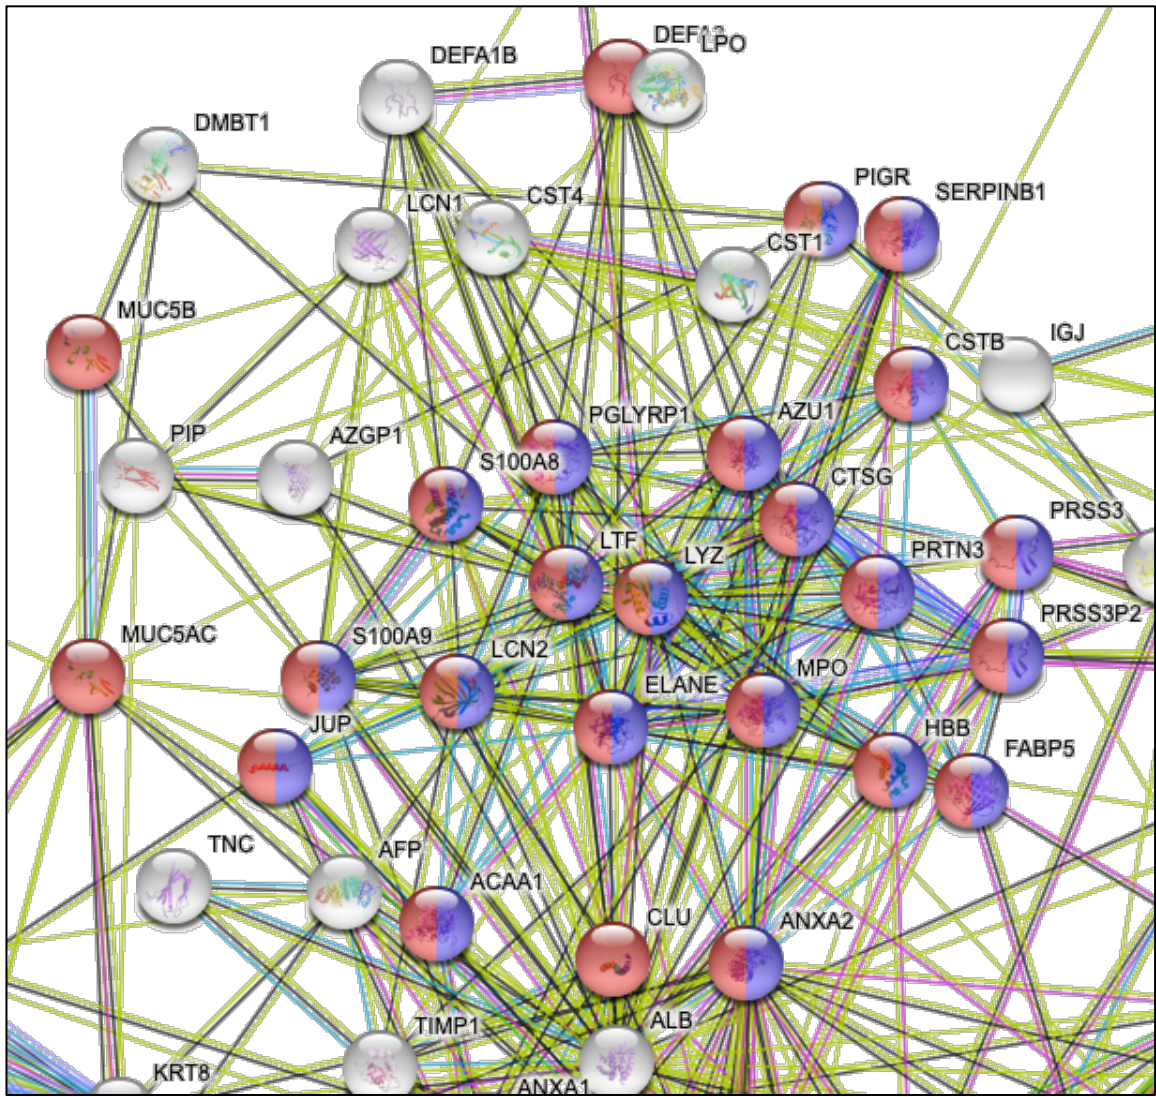 DEFA1B
LPO
DMBT1
PIGR
SERPINB1
LCN1
CST4
CST1
MUC5B
IGJ
CSTB
PGLYRP1
AZU1
PIP
AZGP1
S100A8
CTSG
PRSS3
LTF
LYZ
PRTN3
PRSS3P2
MUC5AC
S100A9
LCN2
MPO
ELANE
JUP
HBB
FABP5
TNC
AFP
ACAA1
CLU
ANXA2
TIMP1
ALB
KRT8
ANXA1